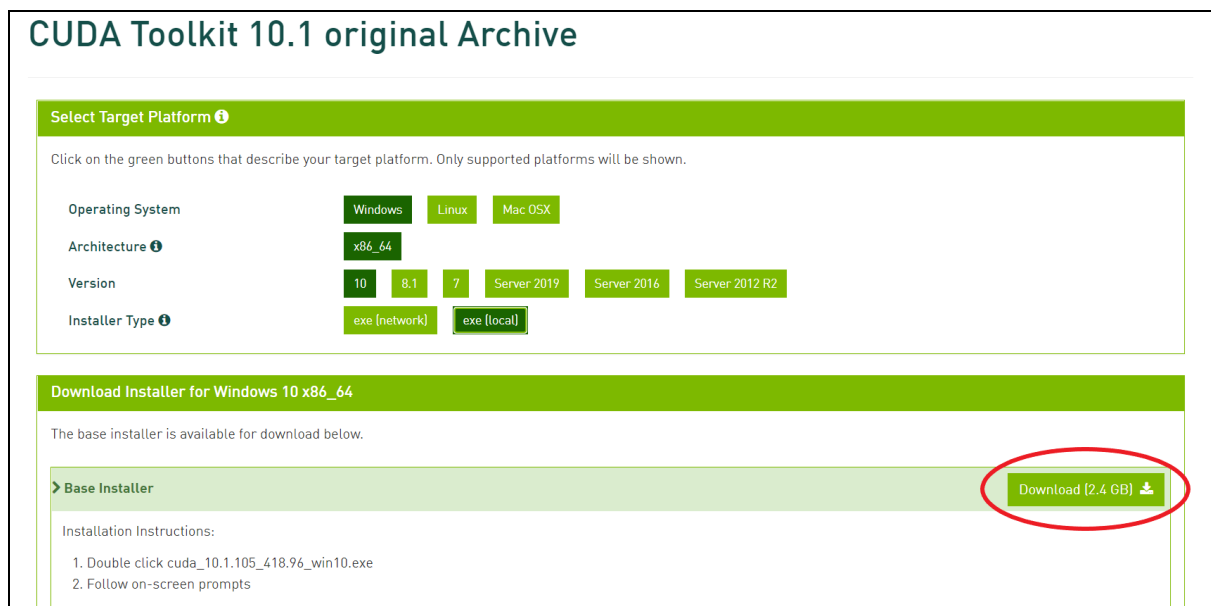 CUDA Toolkit 10.1 original Archive
Select Target Platform
Click on the green buttons that describe your target platform. Only supported platforms will be shown.
Operating System Windows Linux Mac OSX
Architecture x86_64
Version 10 8.1 7 Server 2019 Server 2016 Server 2012 R2
Installer Type exe (network) exe (local)
Download Installer for Windows 10 x86_64
The base installer is available for download below.
Base Installer Download (2.4 GB)
Installation Instructions:
1. Double click cuda_10.1.105_418.96_win10.exe
2. Follow on-screen prompts